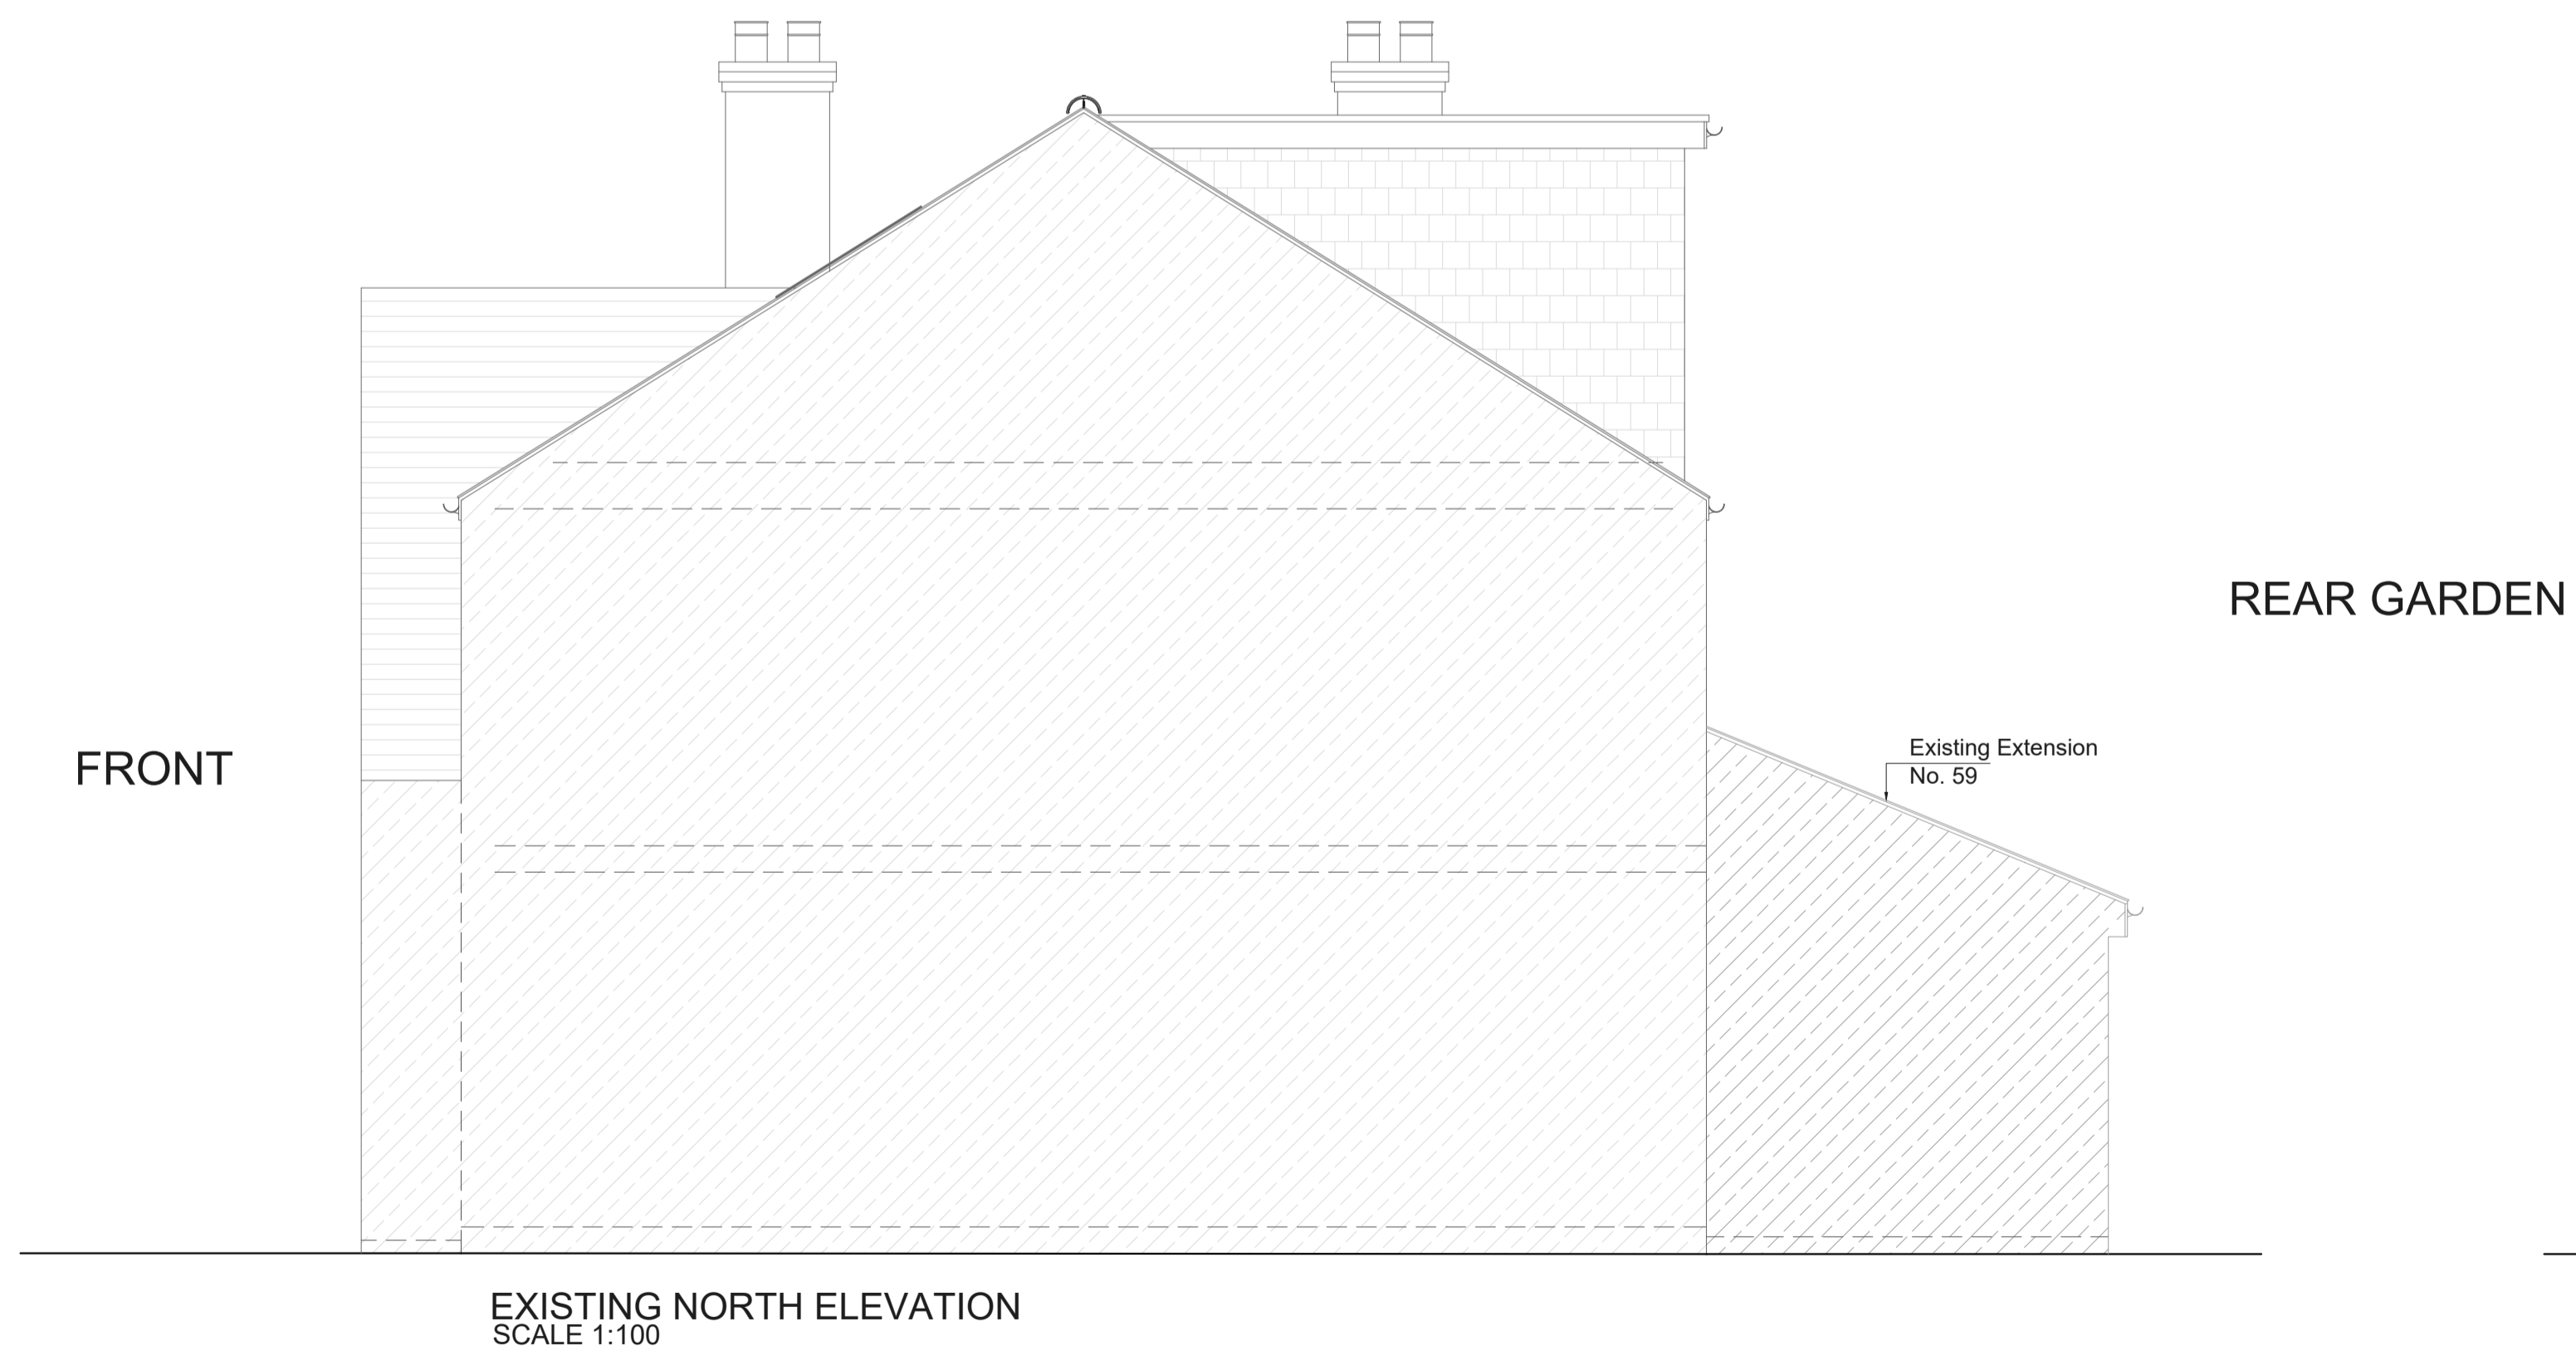 REAR GARDEN
FRONT
Existing Extension
No. 59
EXISTING NORTH ELEVATION
SCALE 1:100